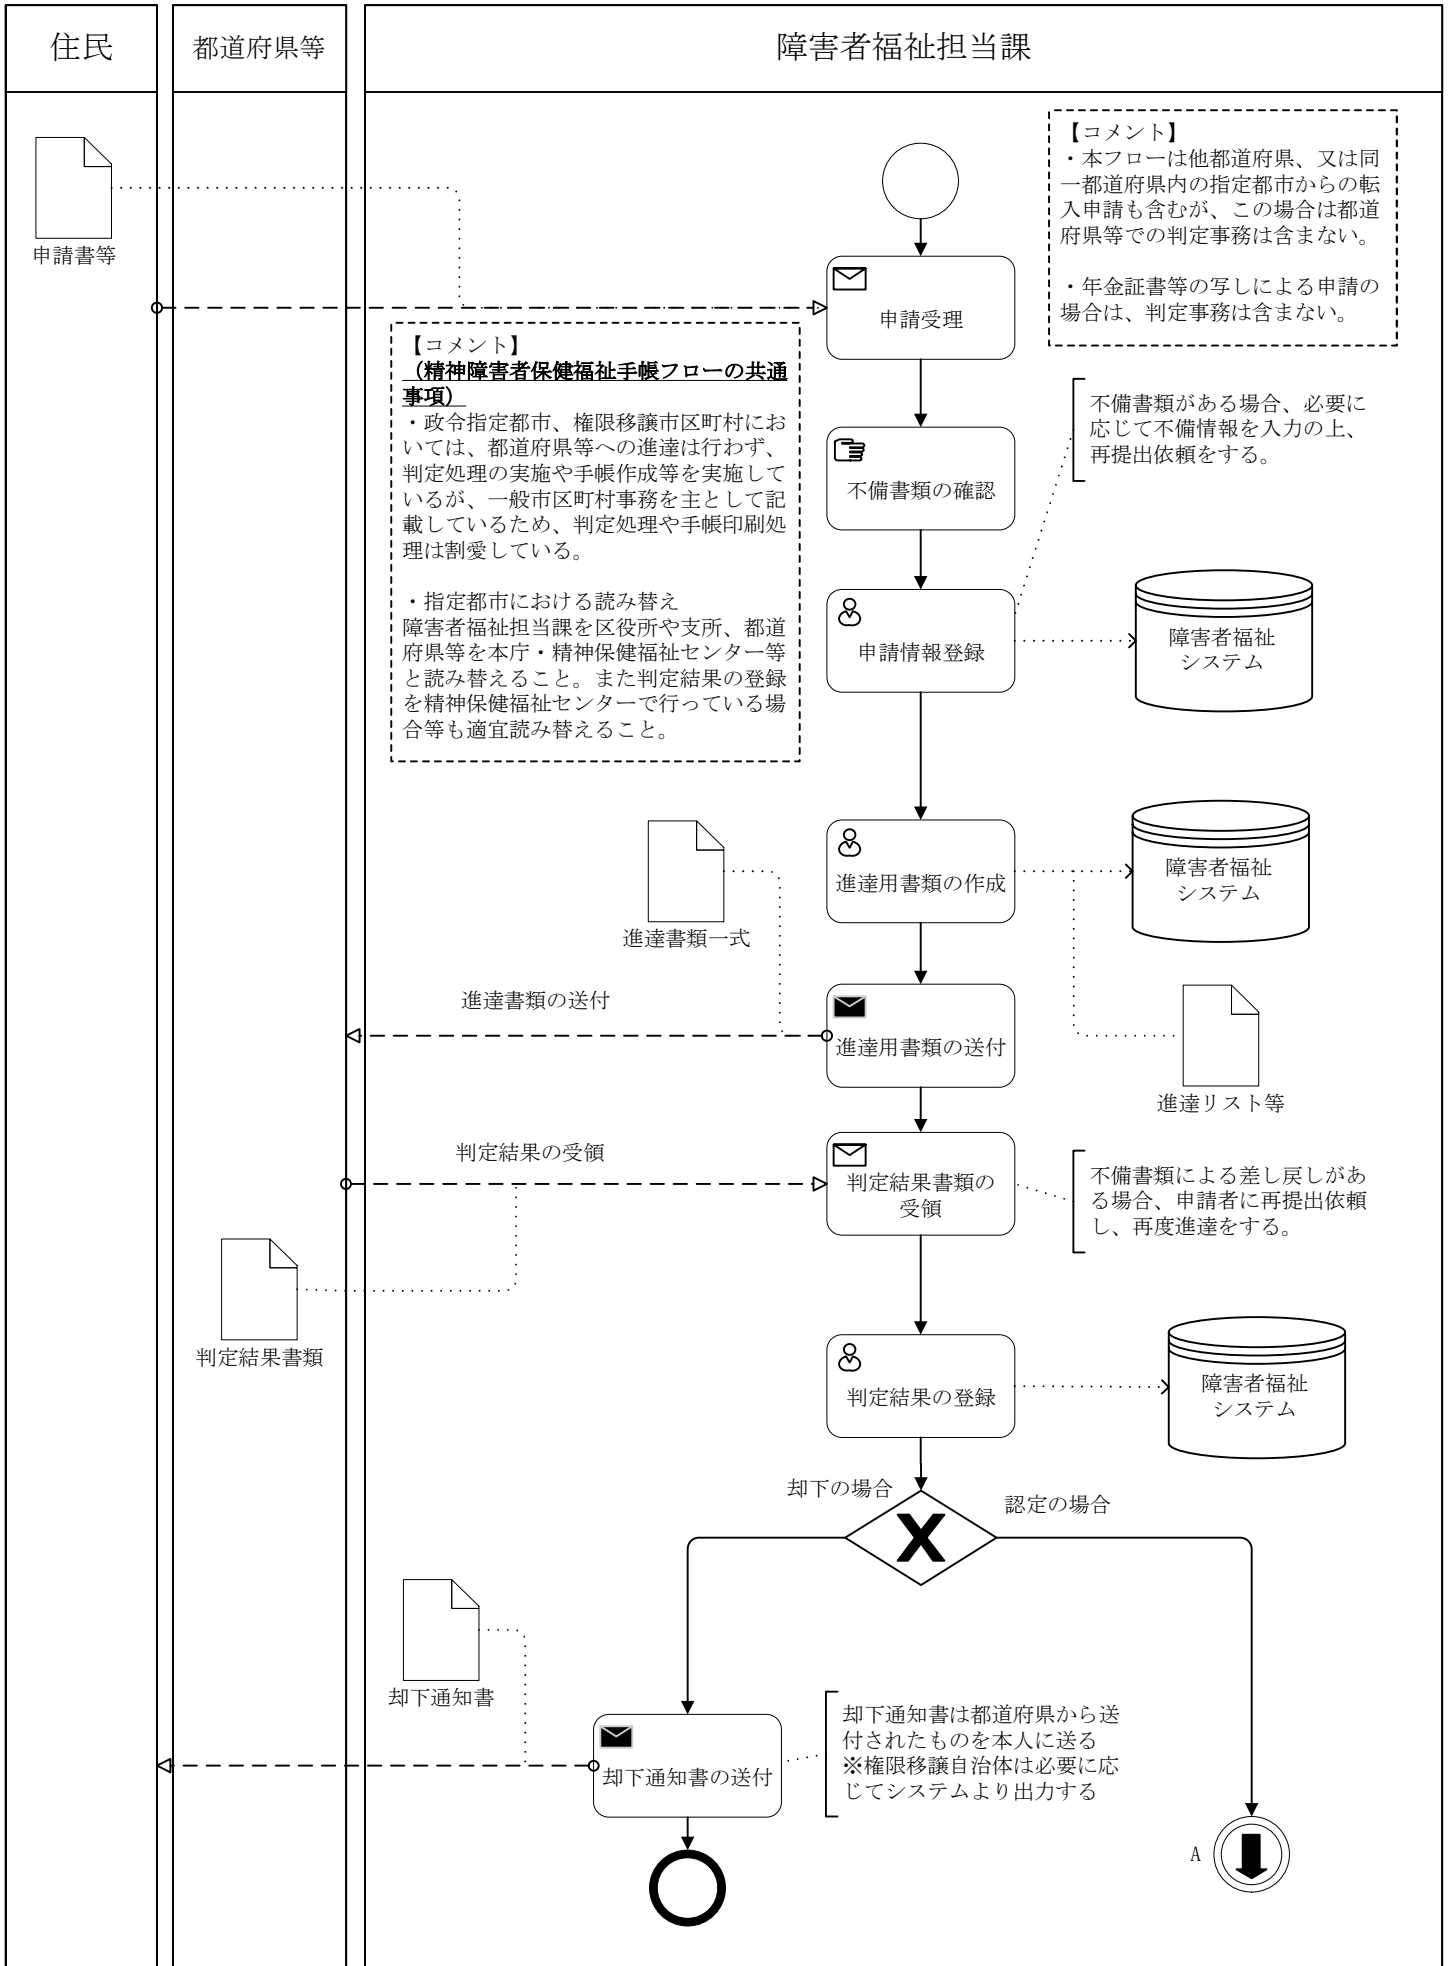 住民
都道府県等
障害者福祉担当課
申請書等
【コメント】
・本フローは他都道府県、又は同
一都道府県内の指定都市からの転
入申請も含むが、この場合は都道
府県等での判定事務は含まない。
・年金証書等の写しによる申請の
場合は、判定事務は含まない。
申請受理
【コメント】
（精神障害者保健福祉手帳フローの共通
事項）
・政令指定都市、権限移譲市区町村にお
いては、都道府県等への進達は行わず、
判定処理の実施や手帳作成等を実施して
いるが、一般市区町村事務を主として記
載しているため、判定処理や手帳印刷処
理は割愛している。
・指定都市における読み替え
障害者福祉担当課を区役所や支所、都道
府県等を本庁・精神保健福祉センター等
と読み替えること。また判定結果の登録
を精神保健福祉センターで行っている場
合等も適宜読み替えること。
不備書類がある場合、必要に
応じて不備情報を入力の上、
再提出依頼をする。
不備書類の確認
申請情報登録
障害者福祉
システム
進達用書類の作成
障害者福祉
システム
進達書類一式
進達書類の送付
進達用書類の送付
進達リスト等
判定結果の受領
判定結果書類の
受領
不備書類による差し戻しがあ
る場合、申請者に再提出依頼
し、再度進達をする。
判定結果書類
判定結果の登録
障害者福祉
システム
却下の場合
認定の場合
却下通知書
却下通知書の送付
却下通知書は都道府県から送
付されたものを本人に送る
※権限移譲自治体は必要に応
じてシステムより出力する
A